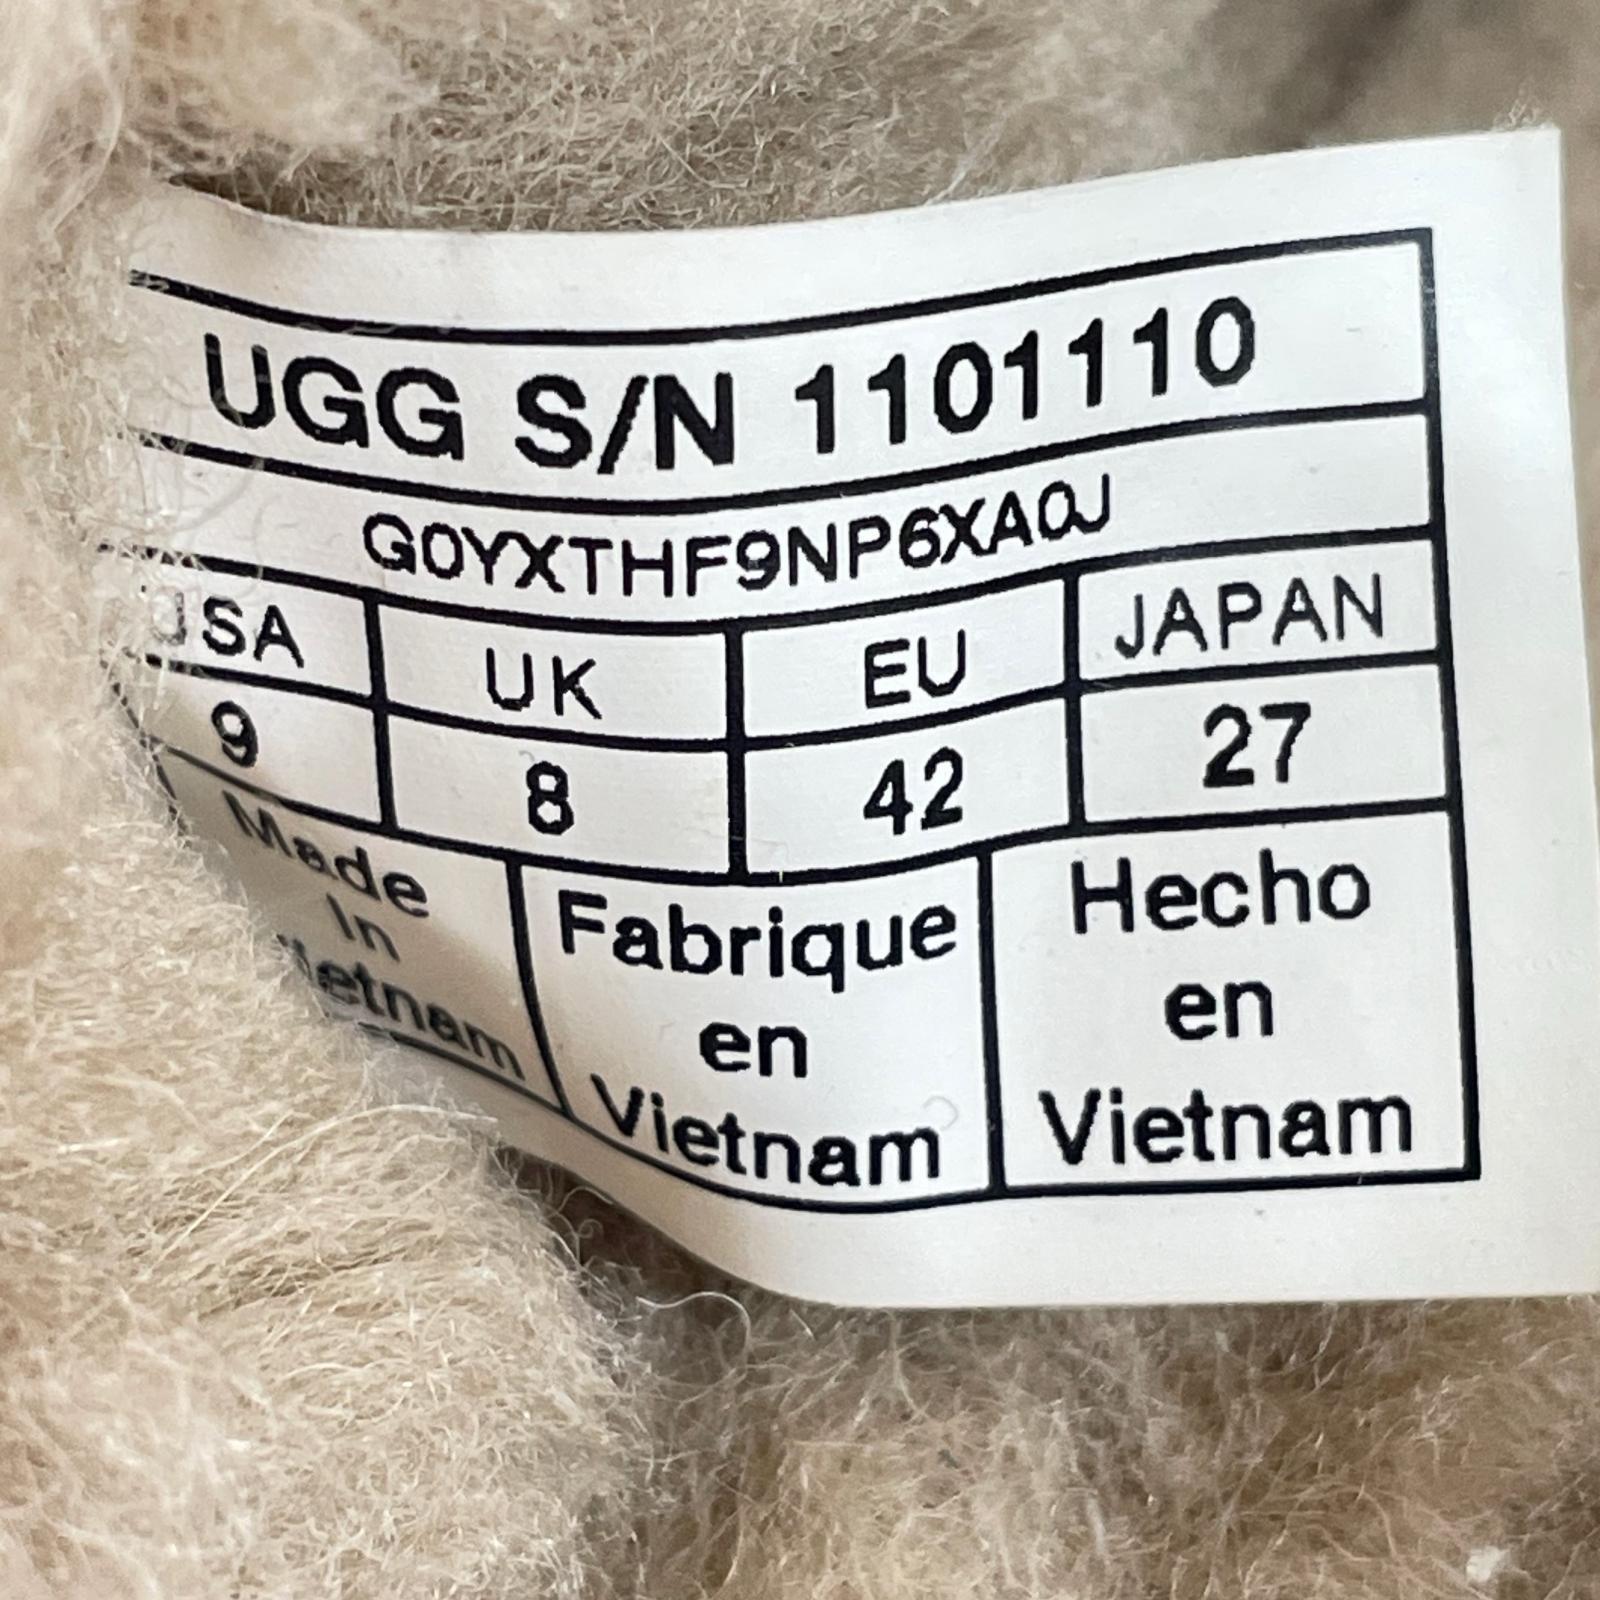 UGG S/N 1101110
G0YXTHF9NP6XA0J
USA UK EU JAPAN
9 8 42 27
Made
In
Vietnam
Fabrique
en
Vietnam
Hecho
en
Vietnam